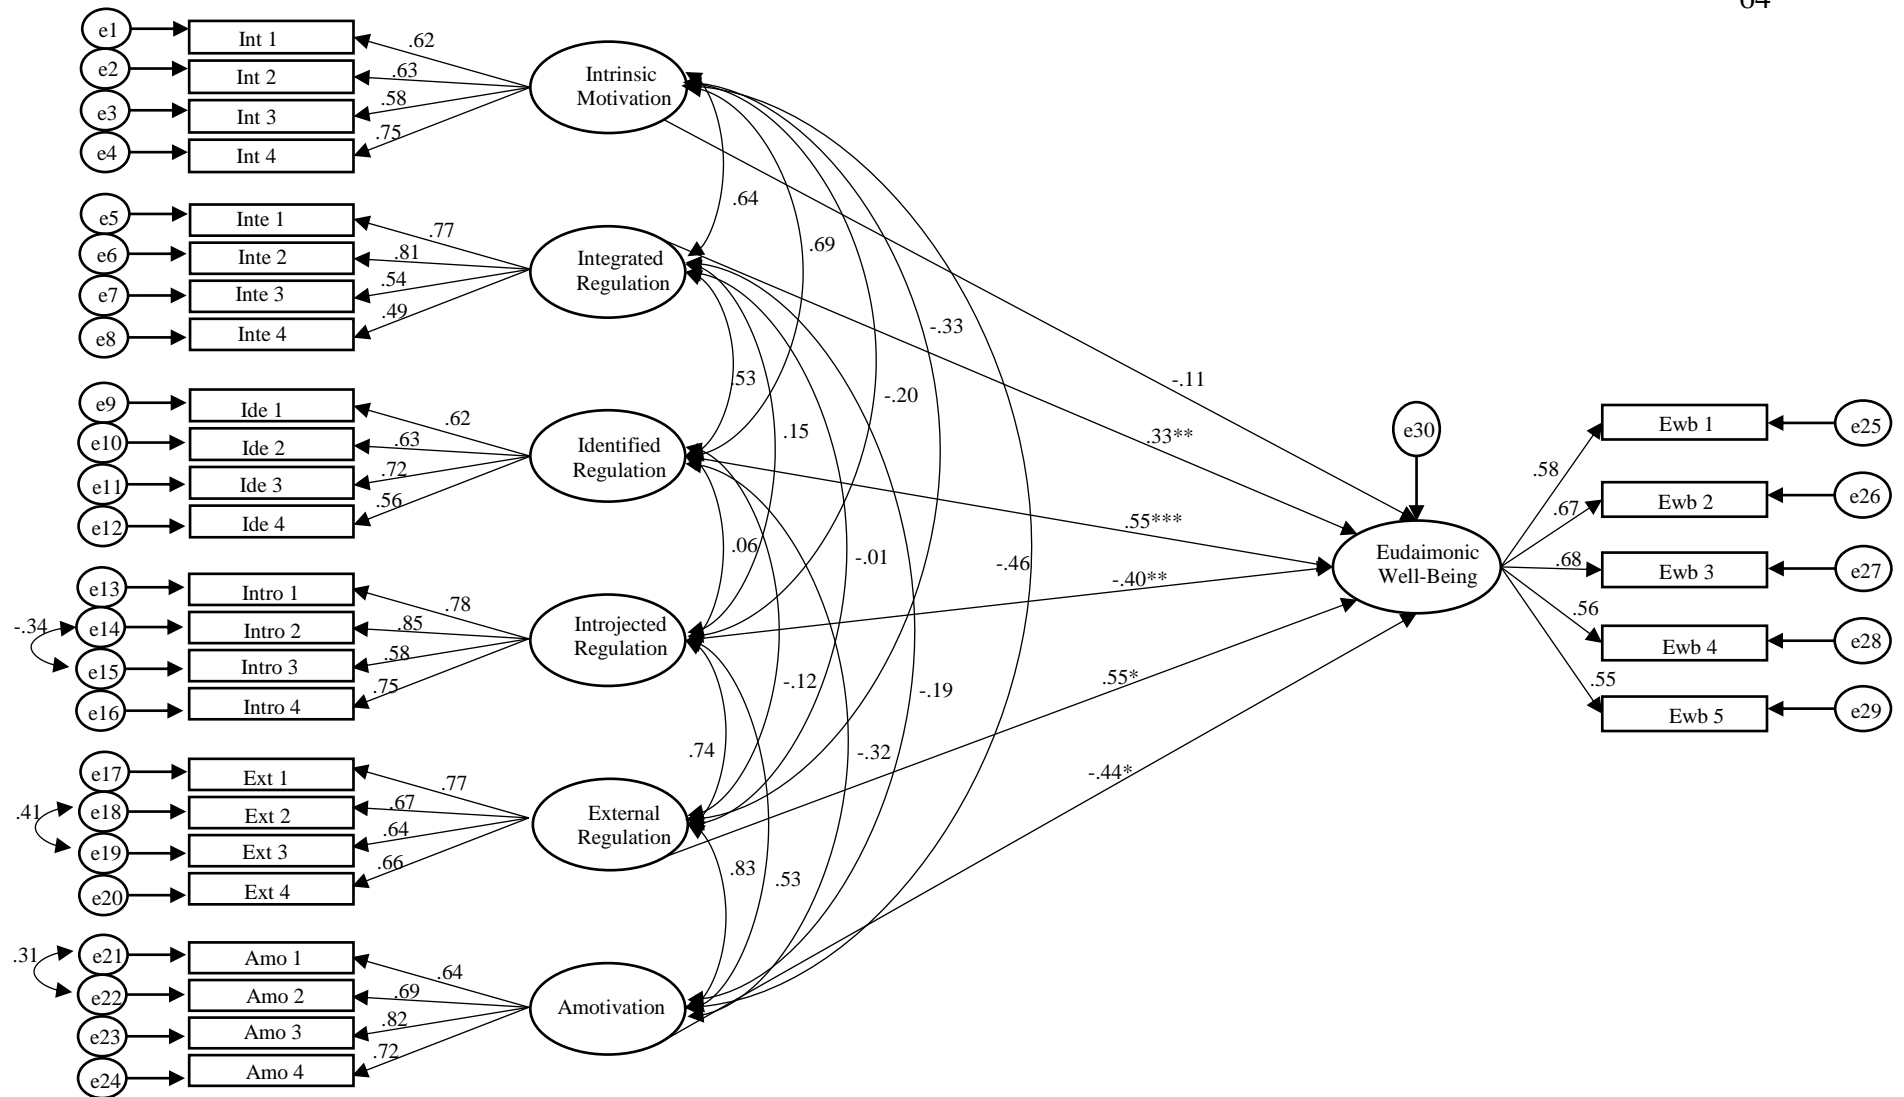 64
e1
Int 1
.62
e2
Int 2
.63
e3
Int 3
.58
e4
Int 4
.75
Intrinsic
Motivation
e5
Inte 1
.77
e6
Inte 2
.81
e7
Inte 3
.54
e8
Inte 4
.49
Integrated
Regulation
e9
Ide 1
.62
e10
Ide 2
.63
e11
Ide 3
.72
e12
Ide 4
.56
Identified
Regulation
e13
Intro 1
.78
e14
Intro 2
.85
e15
Intro 3
.58
e16
Intro 4
.75
-.34
Introjected
Regulation
e17
Ext 1
.77
e18
Ext 2
.67
e19
Ext 3
.64
e20
Ext 4
.66
.41
External
Regulation
e21
Amo 1
.64
e22
Amo 2
.69
e23
Amo 3
.82
e24
Amo 4
.72
.31
Amotivation
.64
.69
-.33
-.20
.53
.15
.06
-.01
-.46
-.12
-.19
.74
-.32
.83
.53
-.11
.33**
.55***
-.40**
.55*
-.44*
e30
Eudaimonic
Well-Being
.58
Ewb 1
e25
.67
Ewb 2
e26
.68
Ewb 3
e27
.56
Ewb 4
e28
.55
Ewb 5
e29